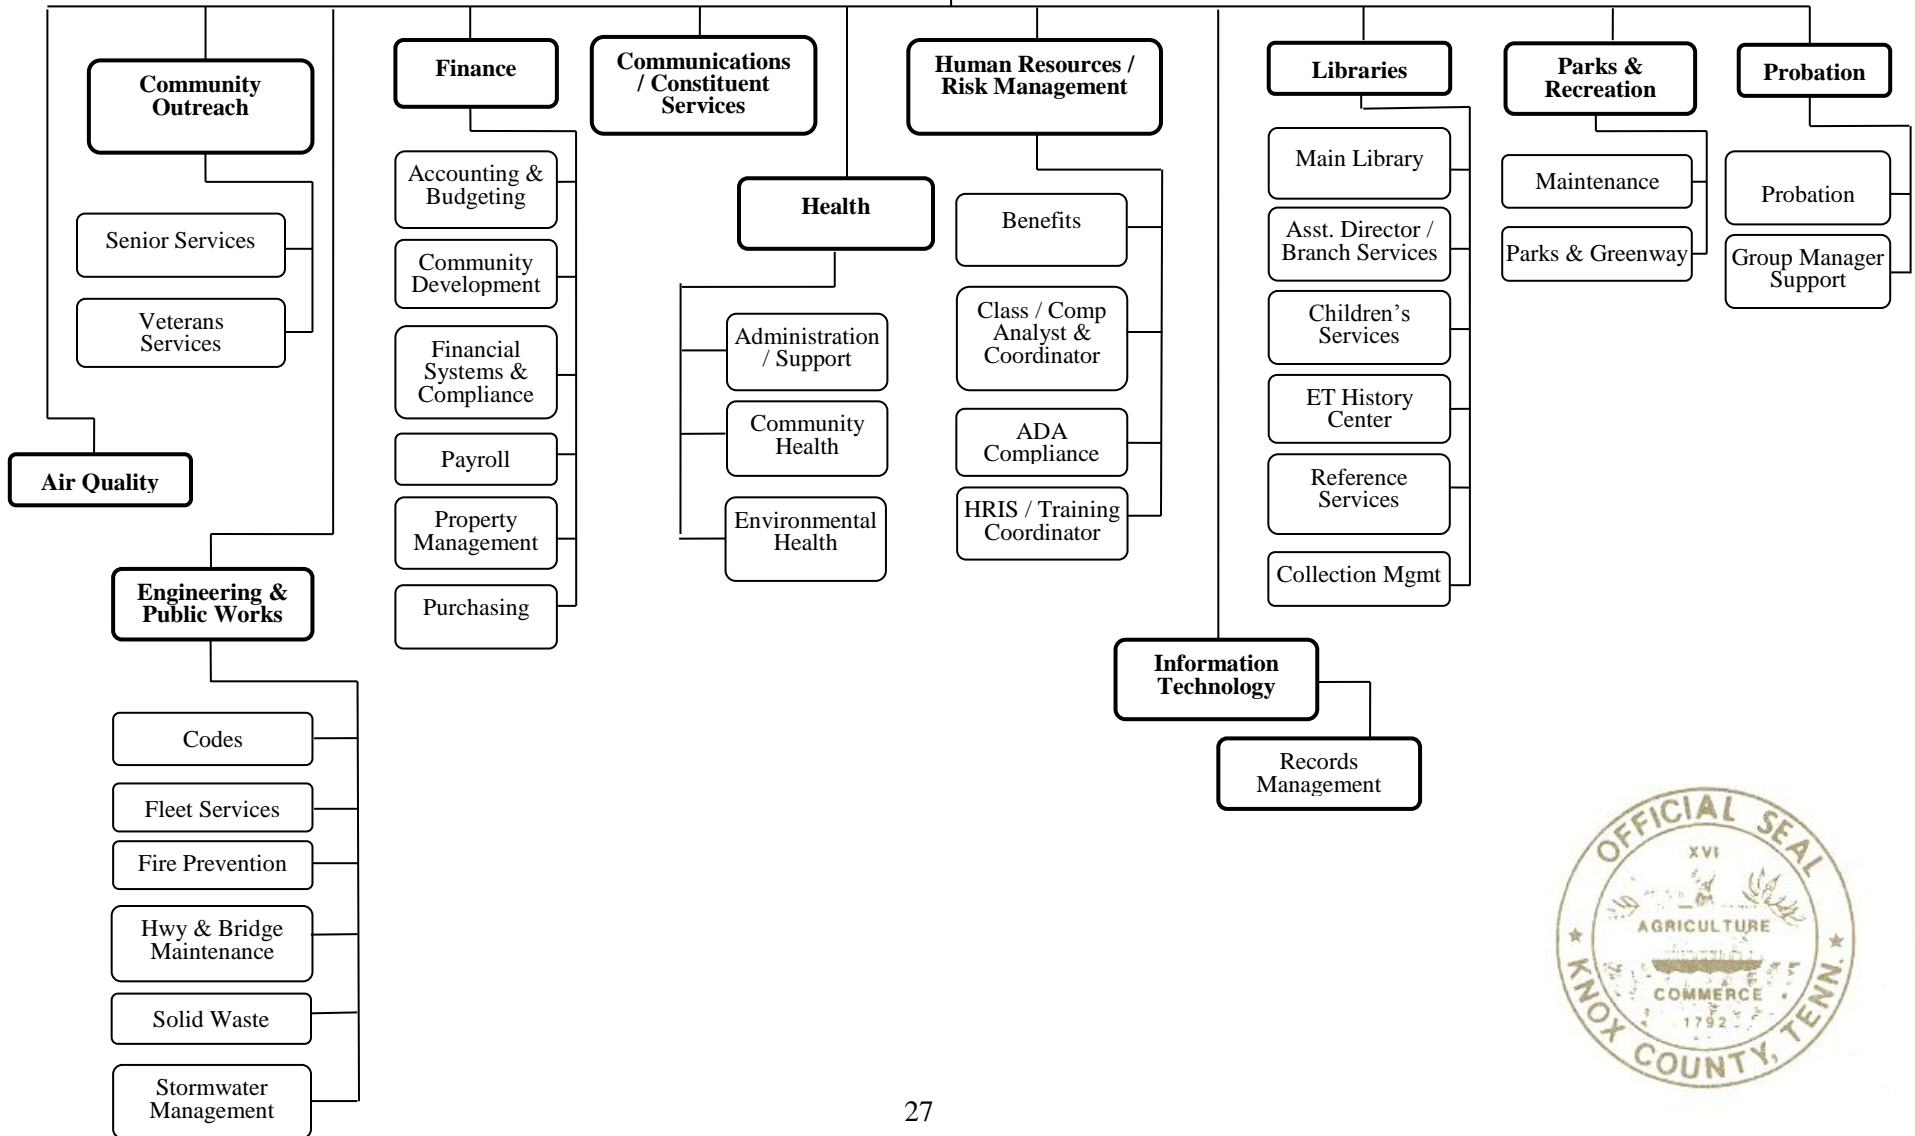 Community
Outreach
Senior Services
Veterans
Services
Air Quality
Engineering &
Public Works
Codes
Fleet Services
Fire Prevention
Hwy & Bridge
Maintenance
Solid Waste
Stormwater
Management
Finance
Accounting &
Budgeting
Community
Development
Financial
Systems &
Compliance
Payroll
Property
Management
Purchasing
Communications
/ Constituent
Services
Health
Administration
/ Support
Community
Health
Environmental
Health
Human Resources /
Risk Management
Benefits
Class / Comp
Analyst &
Coordinator
ADA
Compliance
HRIS / Training
Coordinator
Information
Technology
Records
Management
Libraries
Main Library
Asst. Director /
Branch Services
Children’s
Services
ET History
Center
Reference
Services
Collection Mgmt
Parks &
Recreation
Maintenance
Parks & Greenway
Probation
Probation
Group Manager
Support
OFFICIAL SEAL
XVI
AGRICULTURE
COMMERCE
1792
KNOX COUNTY, TENN.
27